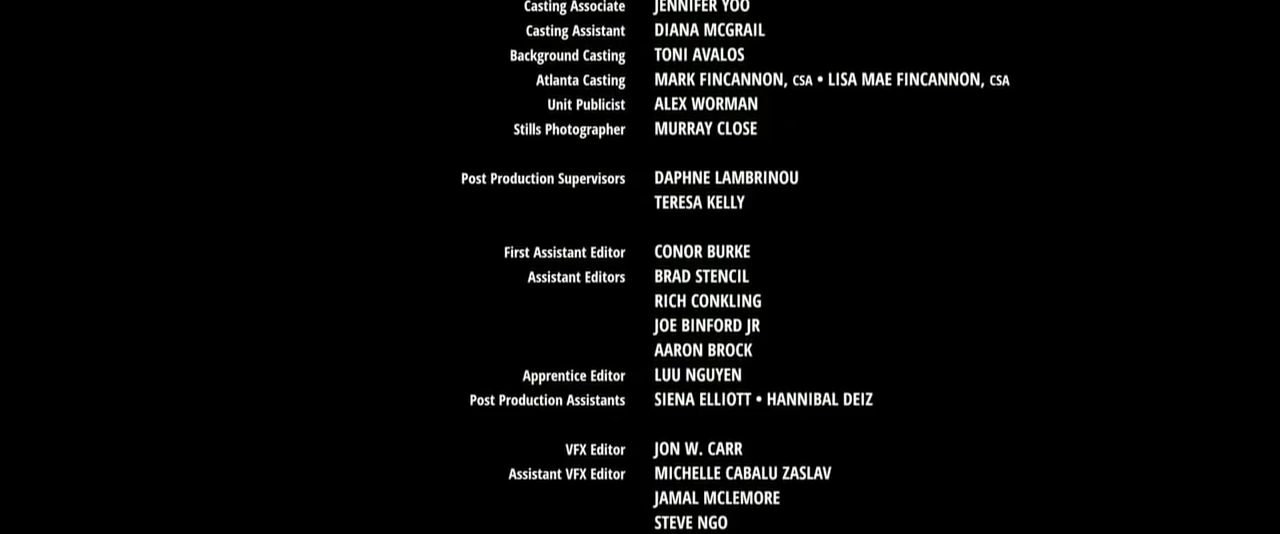 Casting Associate JENNIFER YOO
Casting Assistant DIANA MCGRAIL
Background Casting TONI AVALOS
Atlanta Casting MARK FINCANNON, CSA • LISA MAE FINCANNON, CSA
Unit Publicist ALEX WORMAN
Stills Photographer MURRAY CLOSE
Post Production Supervisors DAPHNE LAMBRINOU
TERESA KELLY
First Assistant Editor CONOR BURKE
Assistant Editors BRAD STENCIL
RICH CONKLING
JOE BINFORD JR
AARON BROCK
Apprentice Editor LUU NGUYEN
Post Production Assistants SIENA ELLIOTT • HANNIBAL DEIZ
VFX Editor JON W. CARR
Assistant VFX Editor MICHELLE CABALU ZASLAV
JAMAL MCLEMORE
STEVE NGO